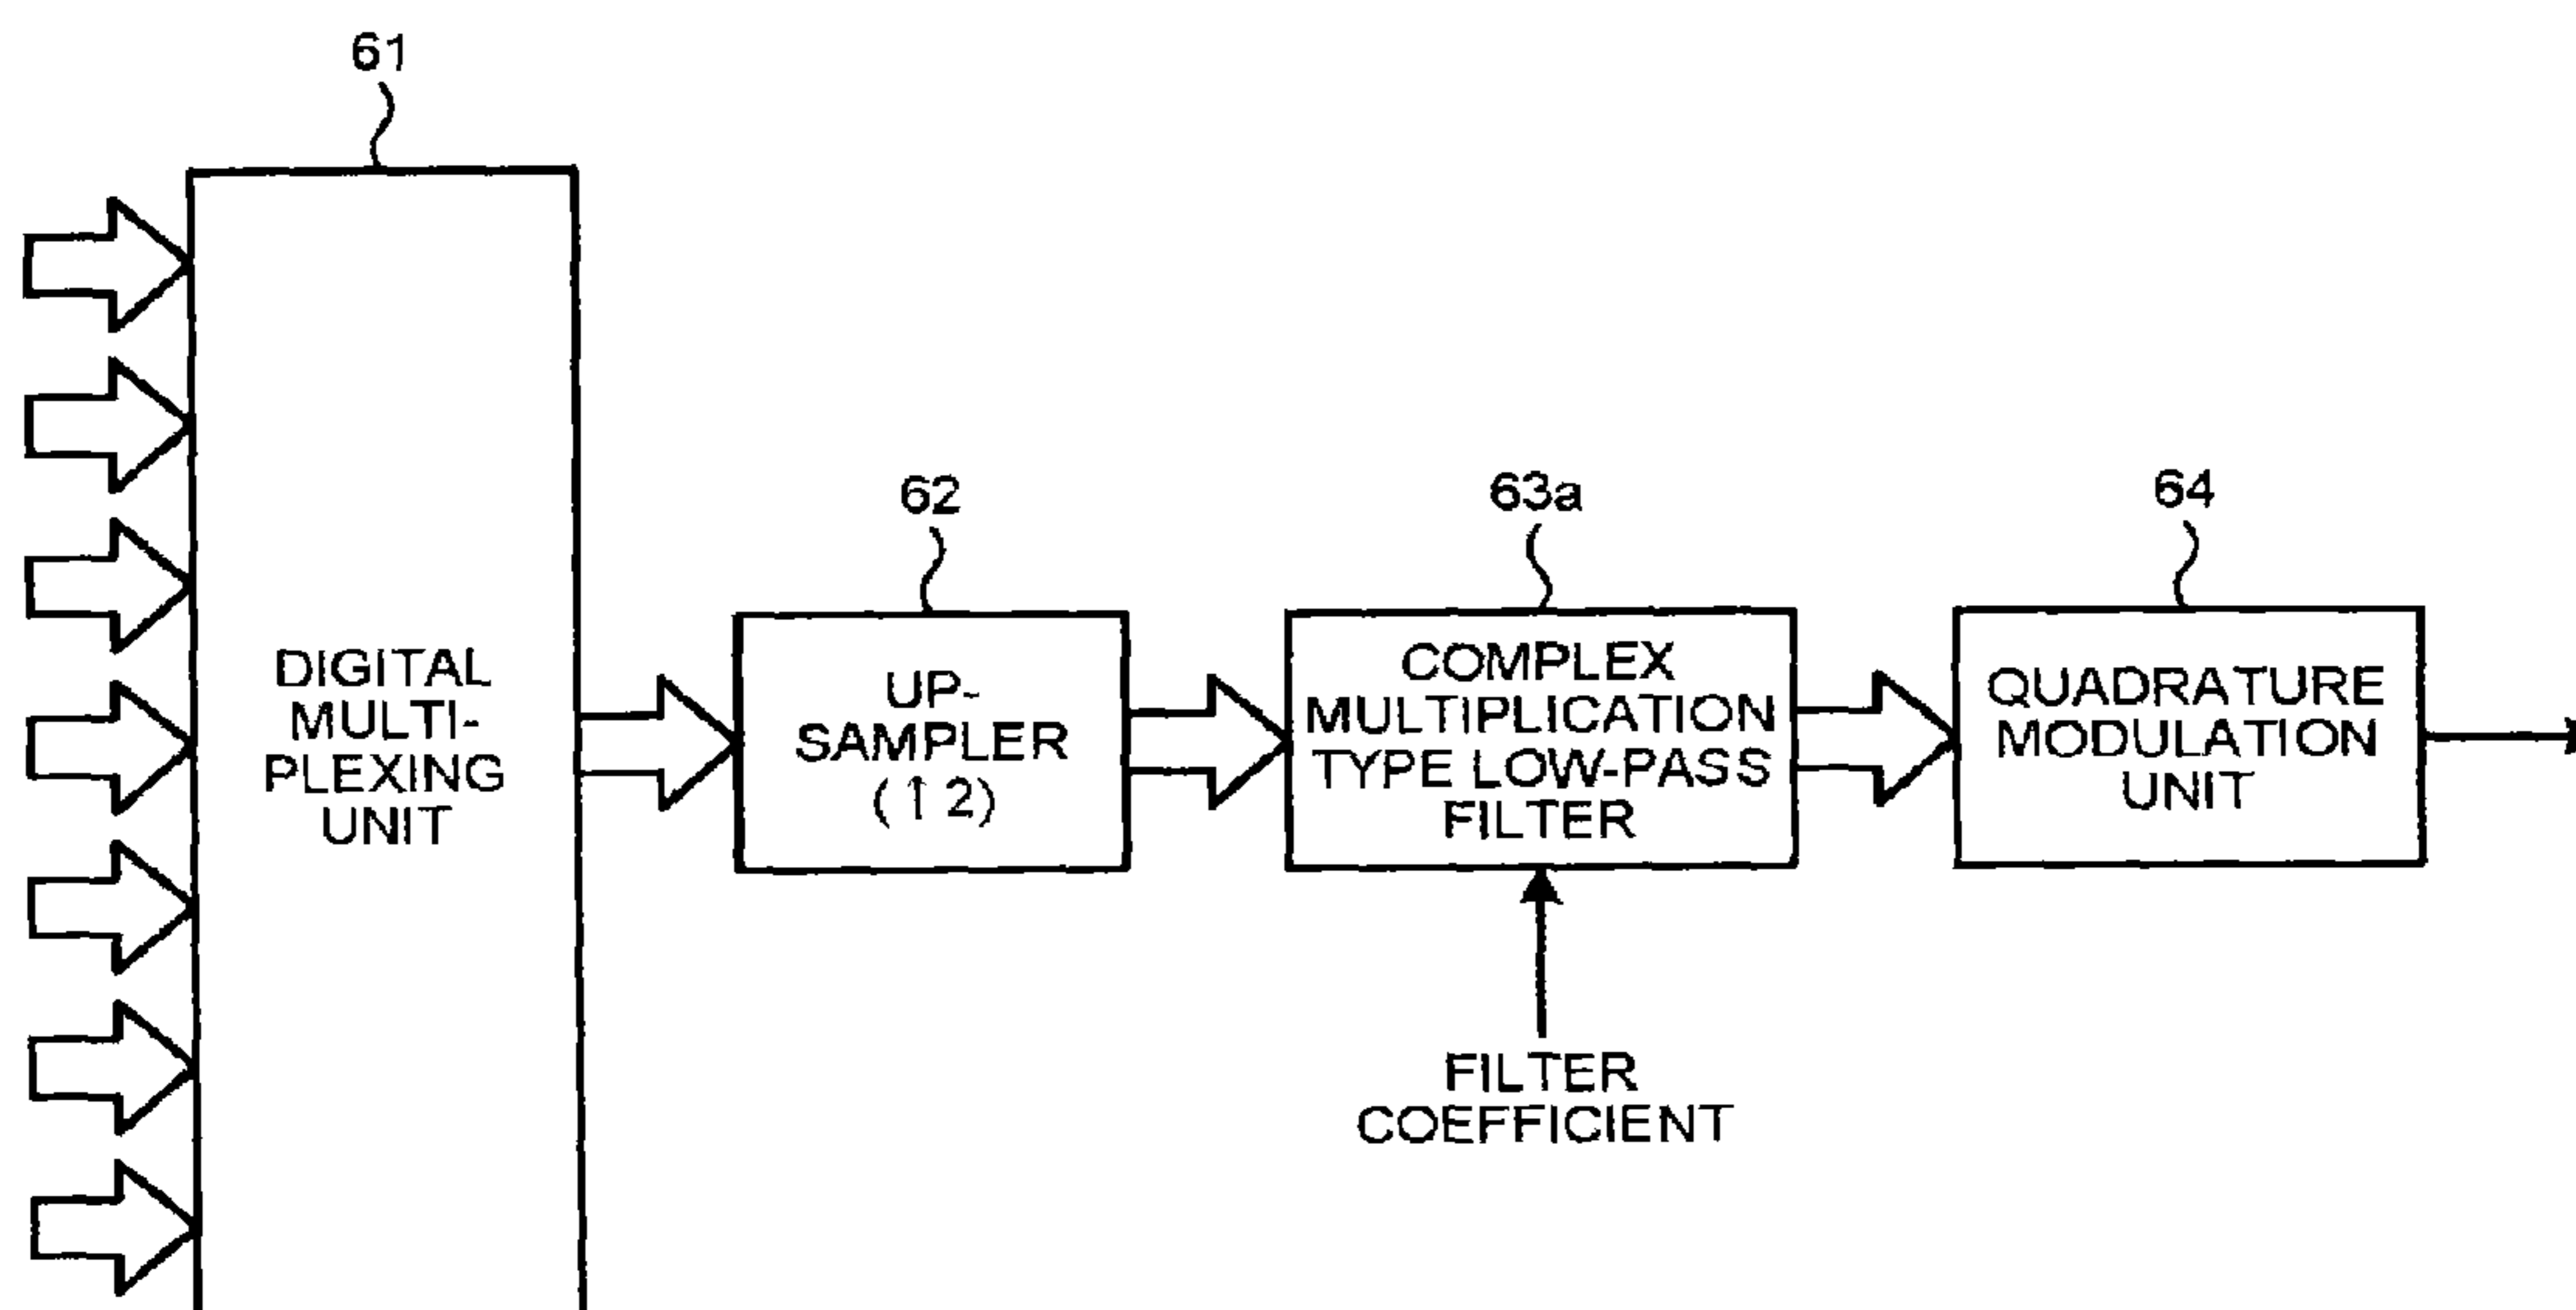 61
62
63a
64
DIGITAL
MULTI-
PLEXING
UNIT
UP-
SAMPLER
(↑2)
COMPLEX
MULTIPLICATION
TYPE LOW-PASS
FILTER
QUADRATURE
MODULATION
UNIT
FILTER
COEFFICIENT